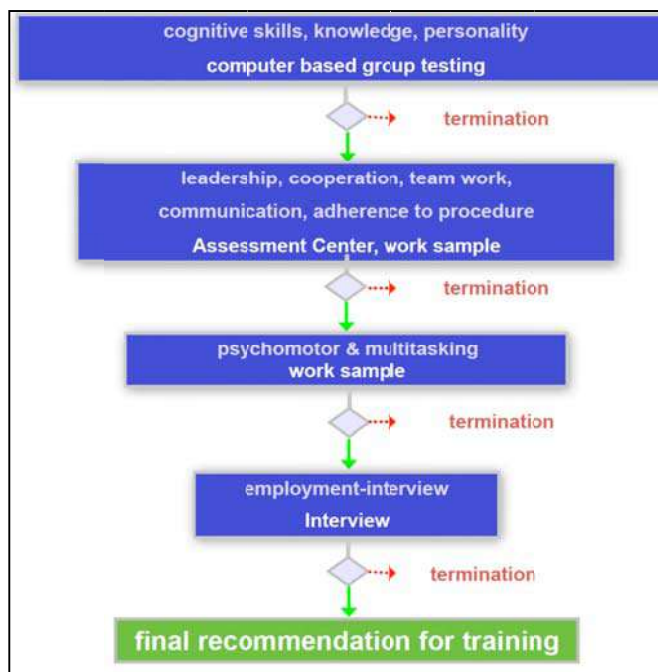 cognitive skills, knowledge, personality
computer based group testing
termination
leadership, cooperation, team work,
communication, adherence to procedure
Assessment Center, work sample
termination
psychomotor & multitasking
work sample
termination
employment-interview
Interview
termination
final recommendation for training